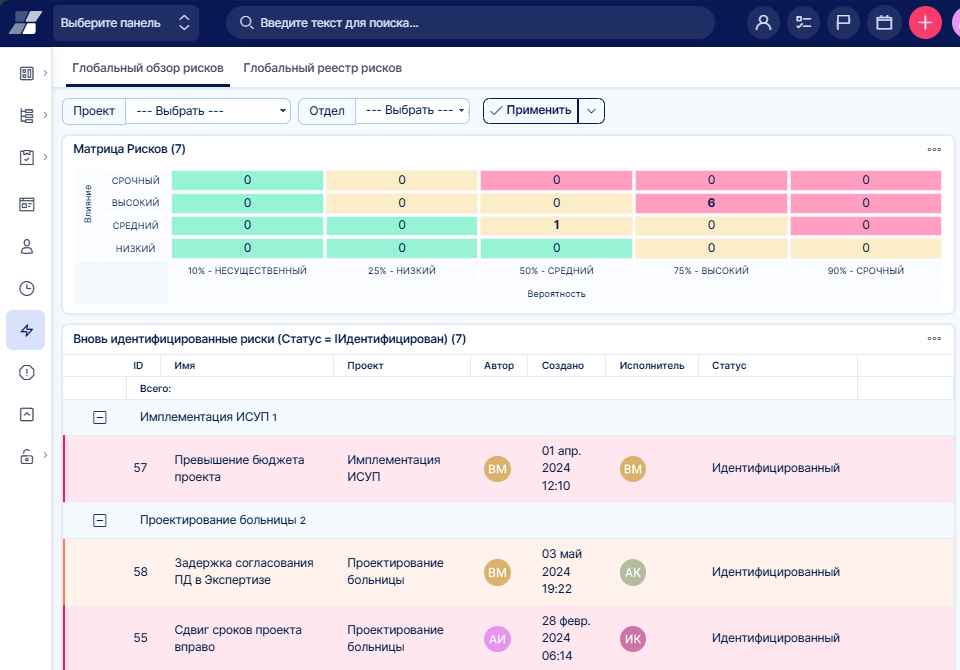 Выберите панель
Введите текст для поиска...
Глобальный обзор рисков Глобальный реестр рисков
Проект --- Выбрать --- Отдел --- Выбрать --- Применить
Матрица Рисков (7)
Влияние
СРОЧНЫЙ 0 0 0 0 0
ВЫСОКИЙ 0 0 0 6 0
СРЕДНИЙ 0 0 1 0 0
НИЗКИЙ 0 0 0 0 0
10% - НЕСУЩЕСТВЕННЫЙ 25% - НИЗКИЙ 50% - СРЕДНИЙ 75% - ВЫСОКИЙ 90% - СРОЧНЫЙ
Вероятность
Вновь идентифицированные риски (Статус = IИдентифицирован) (7)
ID Имя Проект Автор Создано Исполнитель Статус
Всего:
Имплементация ИСУП 1
57 Превышение бюджета проекта Имплементация ИСУП ВМ 01 апр. 2024 12:10 ВМ Идентифицированный
Проектирование больницы 2
58 Задержка согласования ПД в Экспертизе Проектирование больницы ВМ 03 май 2024 19:22 АК Идентифицированный
55 Сдвиг сроков проекта вправо Проектирование больницы АИ 28 февр. 2024 06:14 ИК Идентифицированный